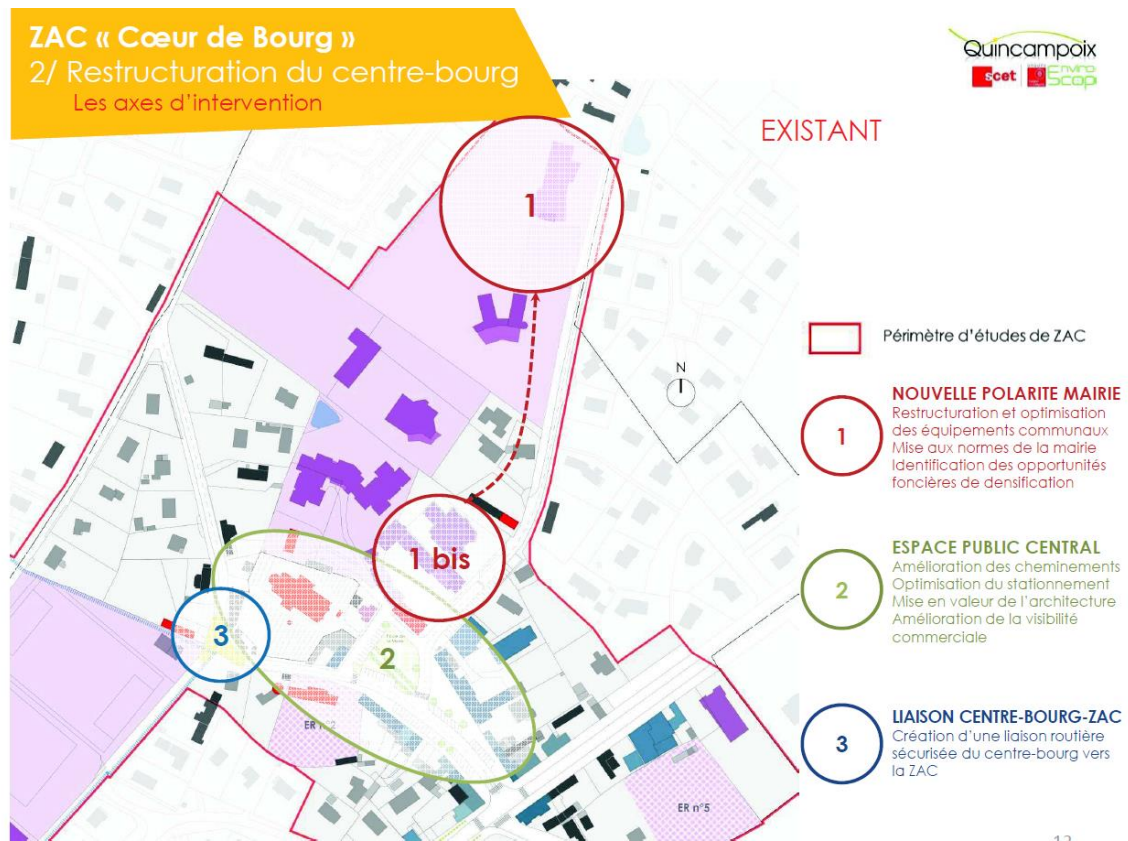 ZAC « Cœur de Bourg »
2/ Restructuration du centre-bourg
Les axes d'intervention
Quincampoix
scet
ENVIRO-
SCOP
EXISTANT
1
N
Périmètre d'études de ZAC
1
NOUVELLE POLARITE MAIRIE
Restructuration et optimisation
des équipements communaux
Mise aux normes de la mairie
Identification des opportunités
foncières de densification
1 bis
2
ESPACE PUBLIC CENTRAL
Amélioration des cheminements
Optimisation du stationnement
Mise en valeur de l'architecture
Amélioration de la visibilité
commerciale
3
2
ER n°2
3
LIAISON CENTRE-BOURG-ZAC
Création d'une liaison routière
sécurisée du centre-bourg vers
la ZAC
ER n°5